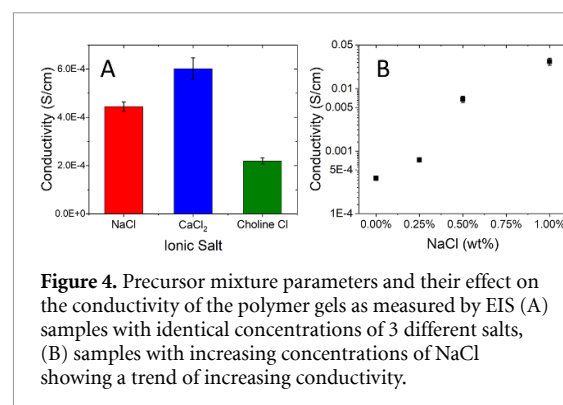 A
Conductivity (S/cm)
6.0E-4
4.0E-4
2.0E-4
0.0E+0
NaCl
CaCl₂
Choline Cl
Ionic Salt
B
Conductivity (S/cm)
0.05
0.01
0.005
0.001
5E-4
1E-4
0.00%
0.25%
0.50%
0.75%
1.00%
NaCl (wt%)
Figure 4. Precursor mixture parameters and their effect on
the conductivity of the polymer gels as measured by EIS (A)
samples with identical concentrations of 3 different salts,
(B) samples with increasing concentrations of NaCl
showing a trend of increasing conductivity.